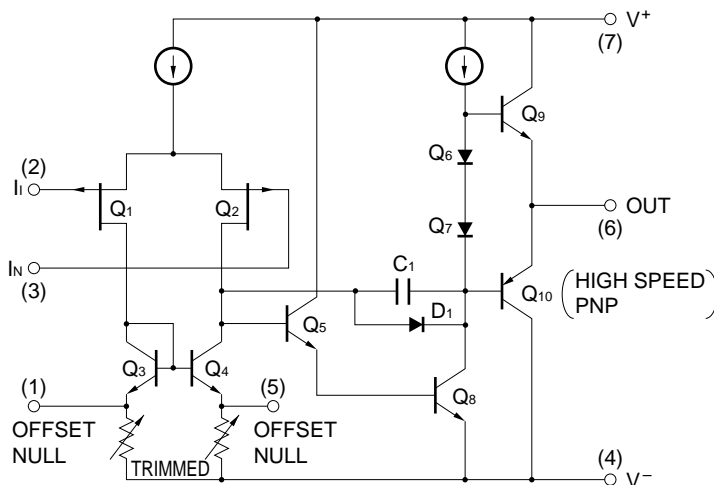 V+
(7)
Q9
Q6
(2)
II
Q1
Q2
Q7
OUT
(6)
IN
(3)
C1
Q10
(HIGH SPEED
PNP)
D1
Q5
Q3
Q4
Q8
(1)
(5)
OFFSET
NULL
TRIMMED
OFFSET
NULL
(4)
V−